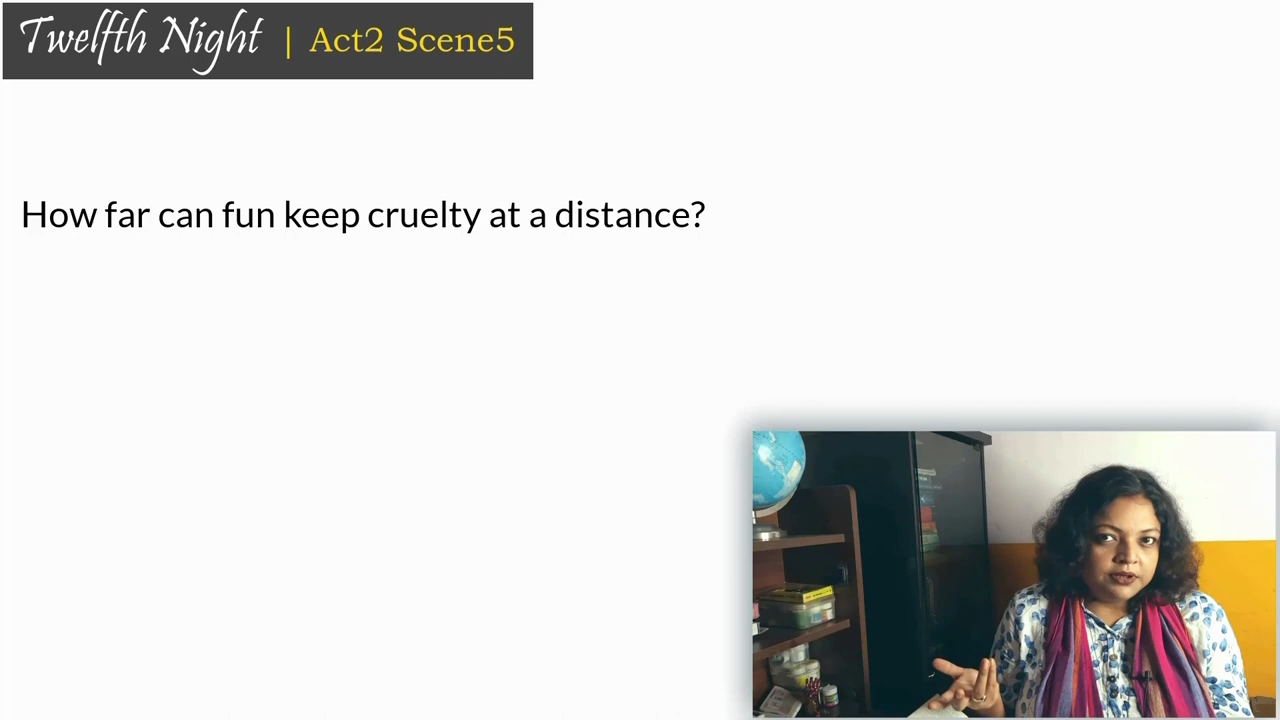 Twelfth Night | Act2 Scene5
How far can fun keep cruelty at a distance?